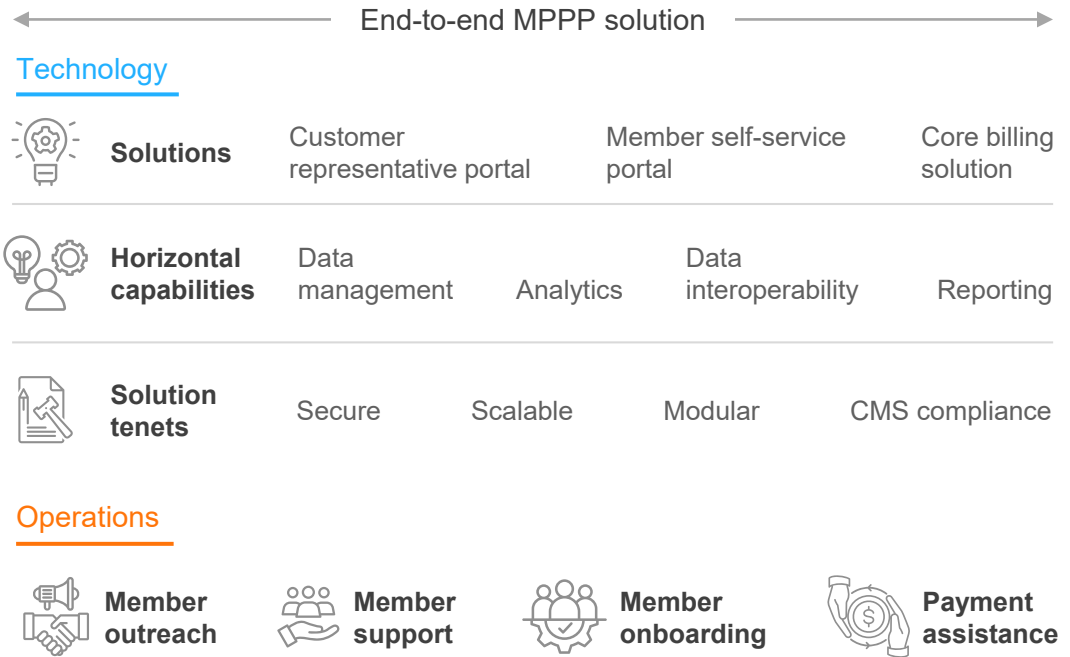 End-to-end MPPP solution
Technology
Solutions
Customer
representative portal
Member self-service
portal
Core billing
solution
Horizontal
capabilities
Data
management
Analytics
Data
interoperability
Reporting
Solution
tenets
Secure
Scalable
Modular
CMS compliance
Operations
Member
outreach
Member
support
Member
onboarding
$
Payment
assistance